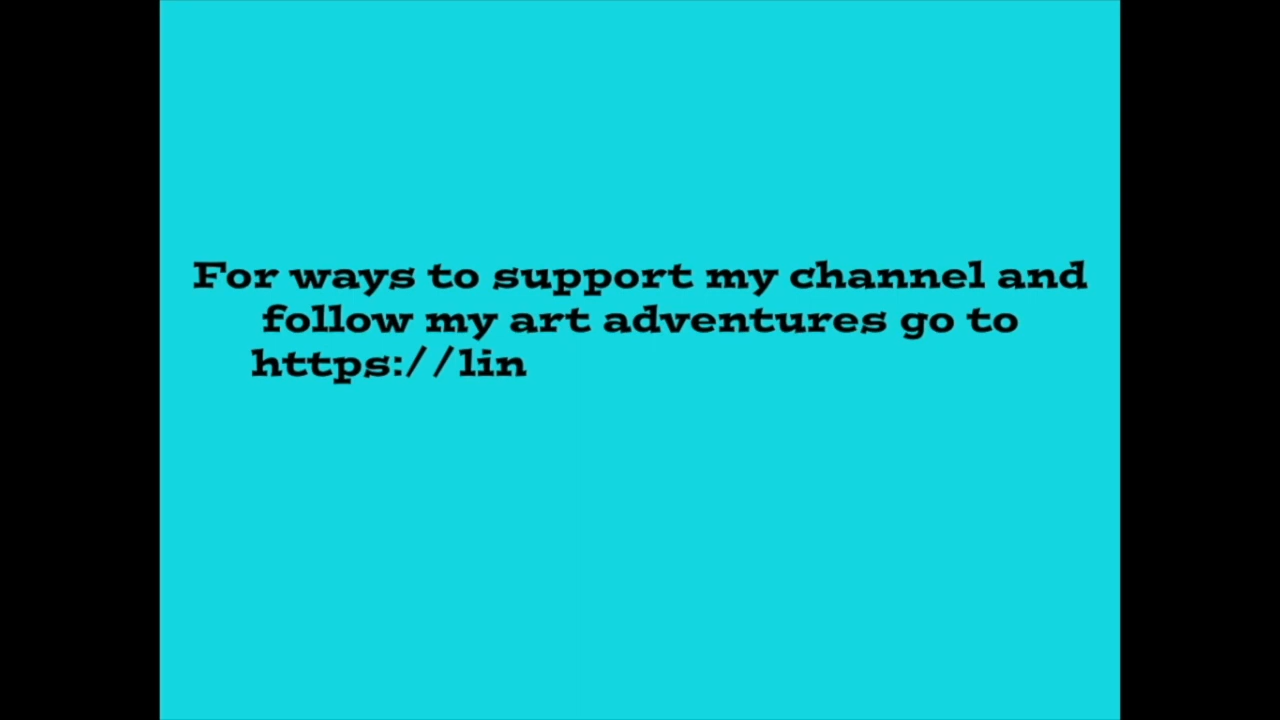 For ways to support my channel and
follow my art adventures go to
https://lin